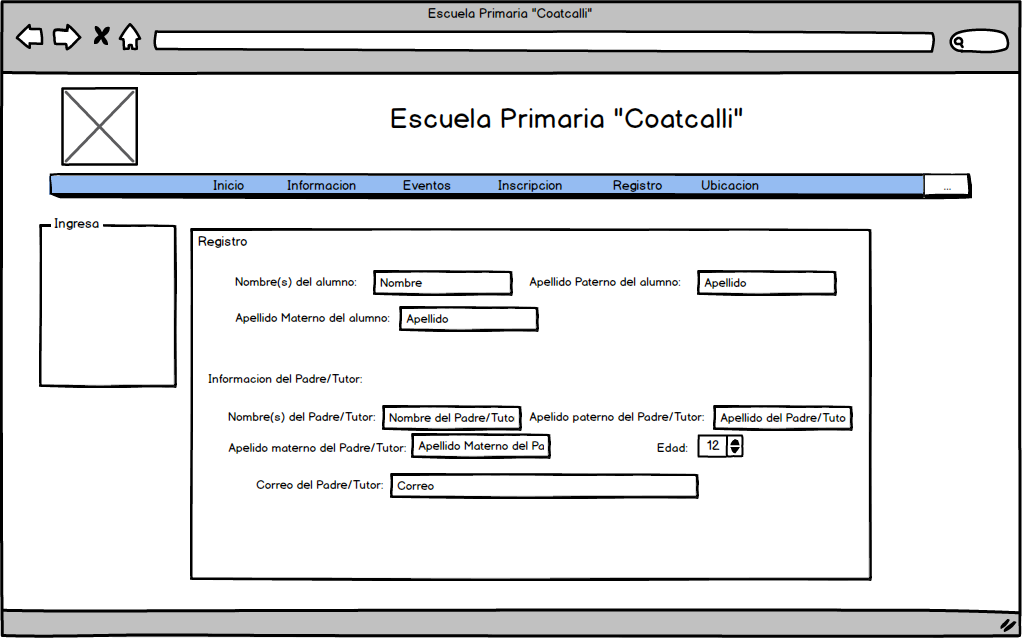 Escuela Primaria "Coatcalli"
Escuela Primaria "Coatcalli"
Inicio Informacion Eventos Inscripcion Registro Ubicacion ...
Ingresa
Registro
Nombre(s) del alumno: Nombre Apellido Paterno del alumno: Apellido
Apellido Materno del alumno: Apellido
Informacion del Padre/Tutor:
Nombre(s) del Padre/Tutor: Nombre del Padre/Tuto Apelido paterno del Padre/Tutor: Apellido del Padre/Tuto
Apelido materno del Padre/Tutor: Apellido Materno del Pa Edad: 12
Correo del Padre/Tutor: Correo